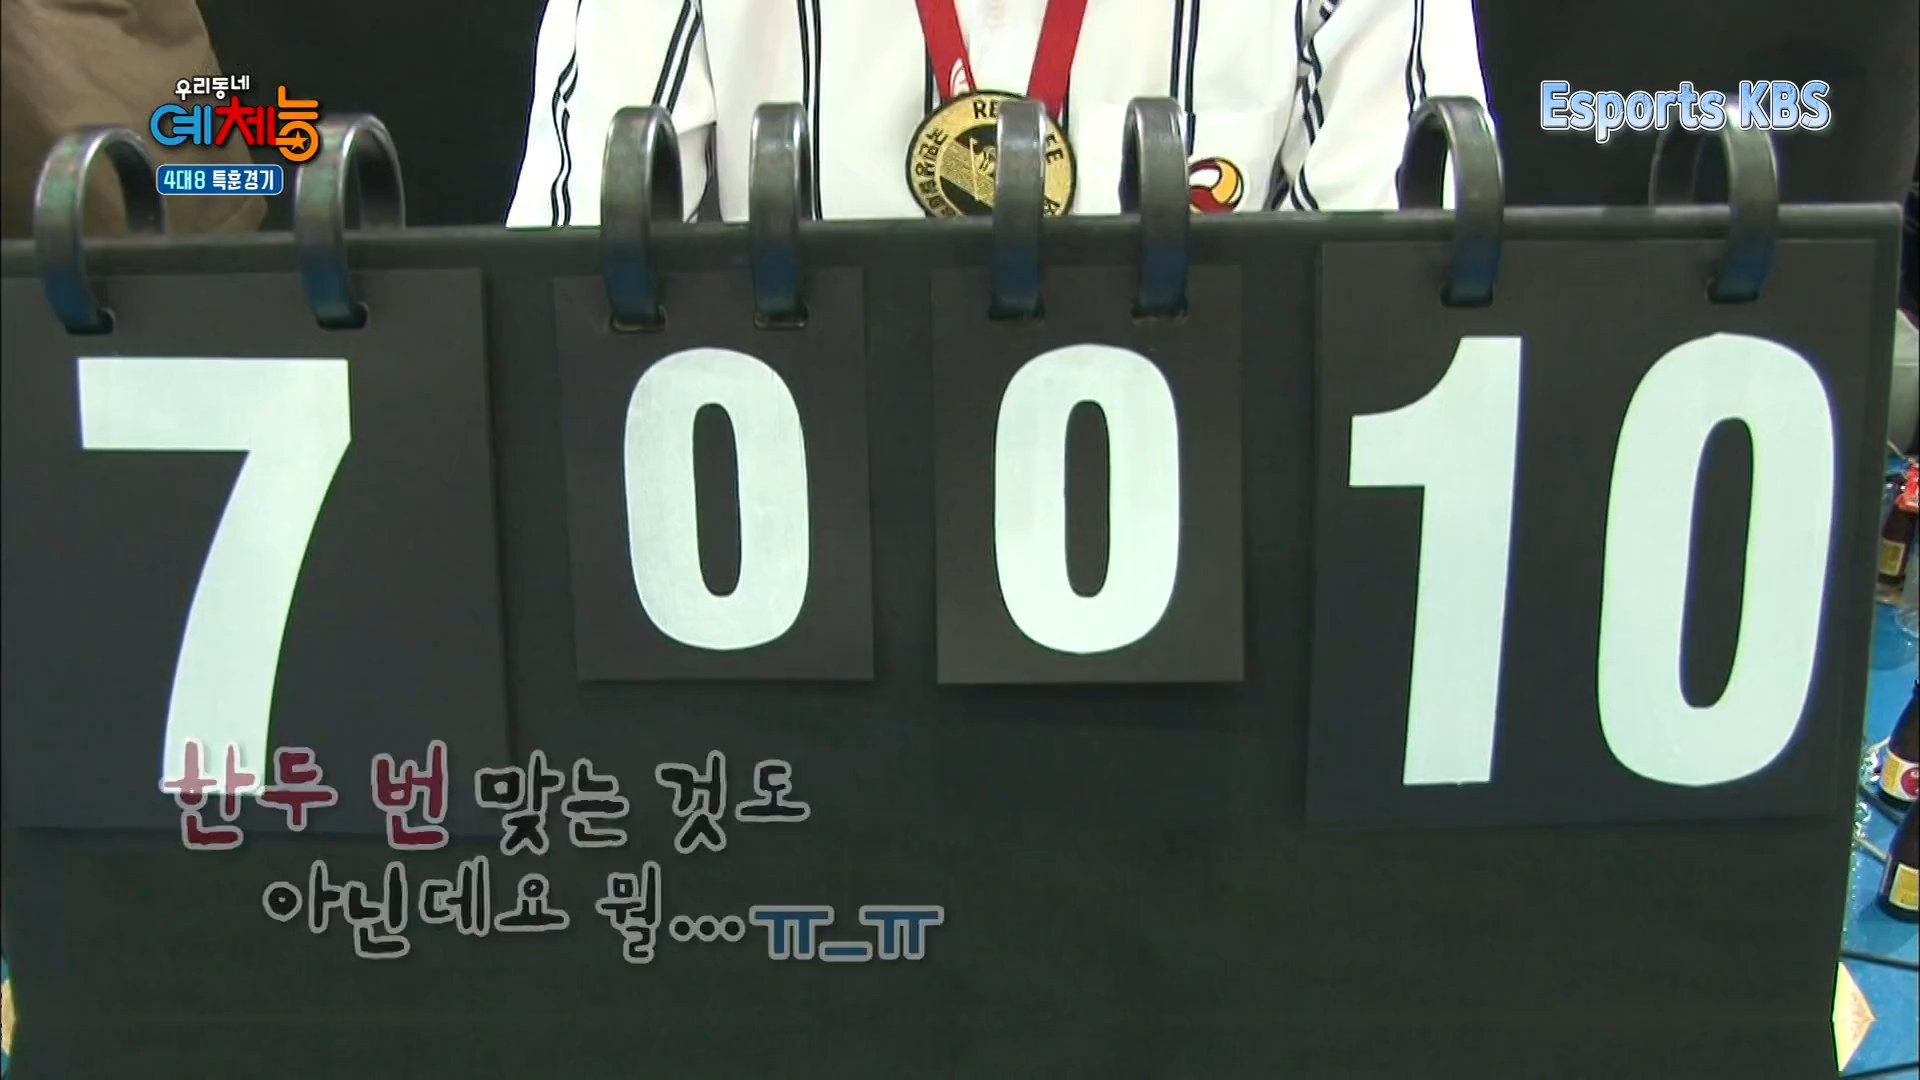 우리동네
예체능
4대8 특훈경기
Esports KBS
REFEREE
7 0 0 10
한두 번 맞는 것도
아닌데요 뭘...ㅠ_ㅠ